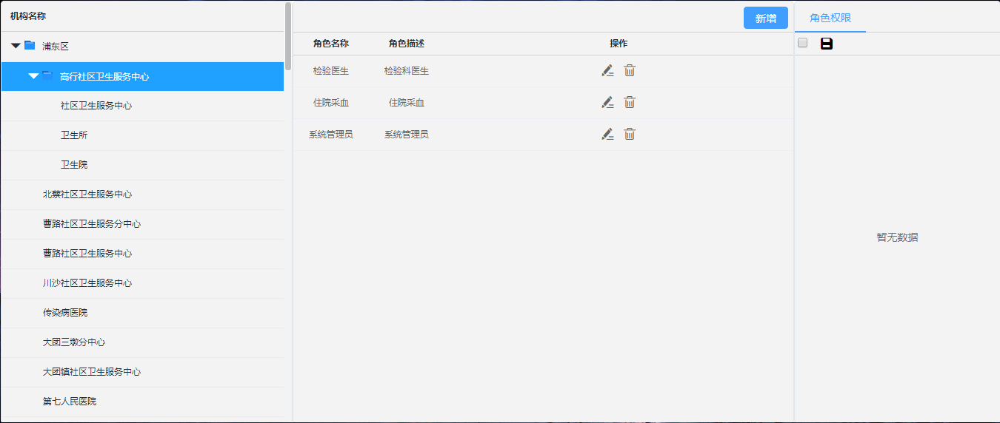 机构名称
浦东区
高行社区卫生服务中心
社区卫生服务中心
卫生所
卫生院
北蔡社区卫生服务中心
曹路社区卫生服务分中心
曹路社区卫生服务中心
川沙社区卫生服务中心
传染病医院
大团三墩分中心
大团镇社区卫生服务中心
第七人民医院
新增
角色名称 角色描述 操作
检验医生 检验科医生
住院采血 住院采血
系统管理员 系统管理员
角色权限
暂无数据